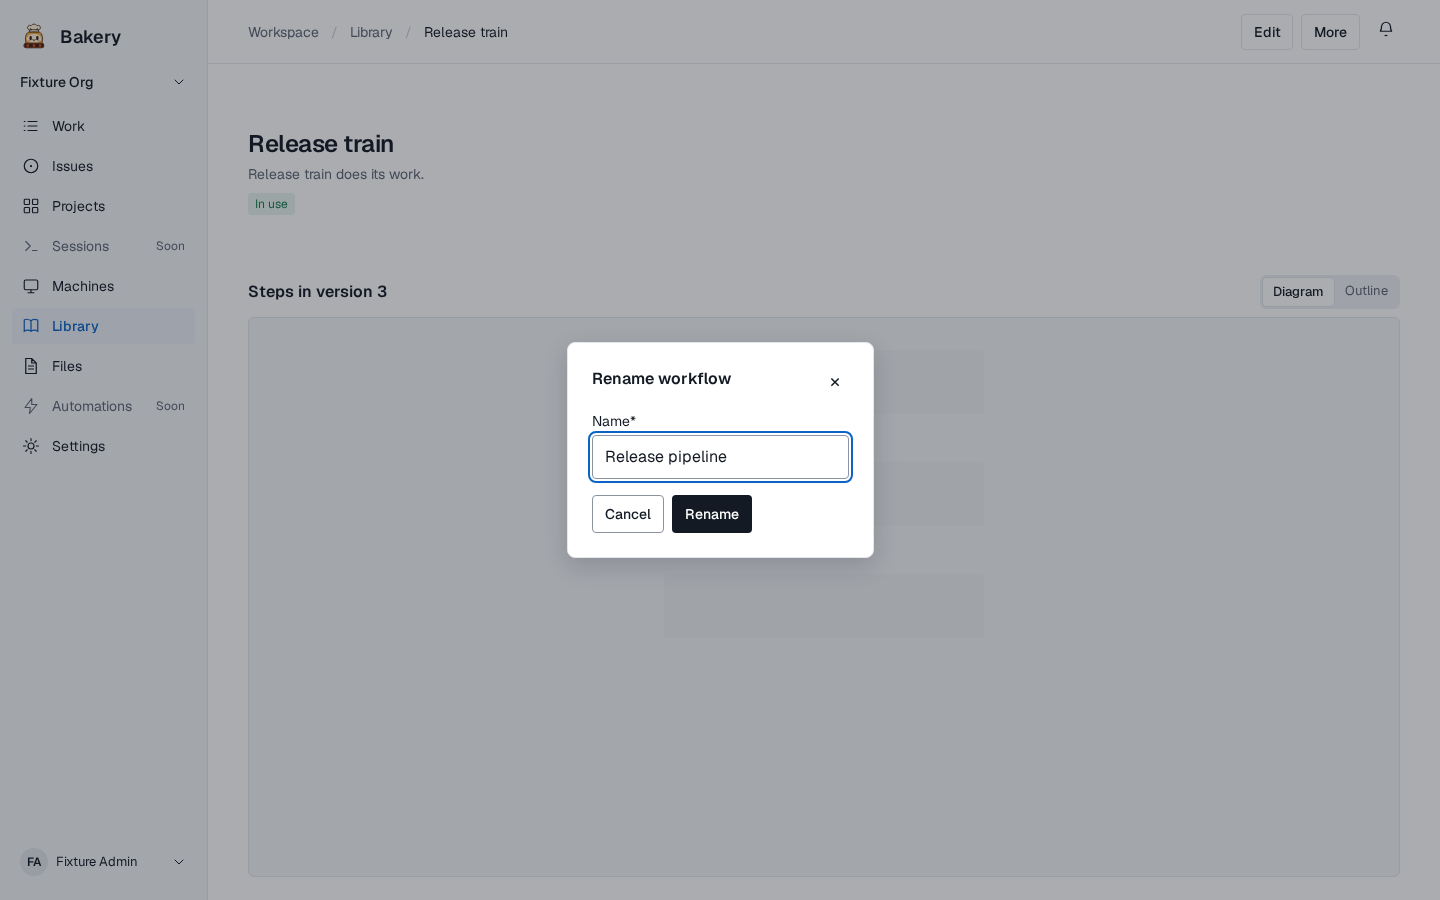 Bakery
Workspace / Library / Release train
Edit
More
Fixture Org
Work
Issues
Projects
Sessions Soon
Machines
Library
Files
Automations Soon
Settings
Release train
Release train does its work.
In use
Steps in version 3
Diagram
Outline
Rename workflow
×
Name*
Release pipeline
Cancel
Rename
FA Fixture Admin